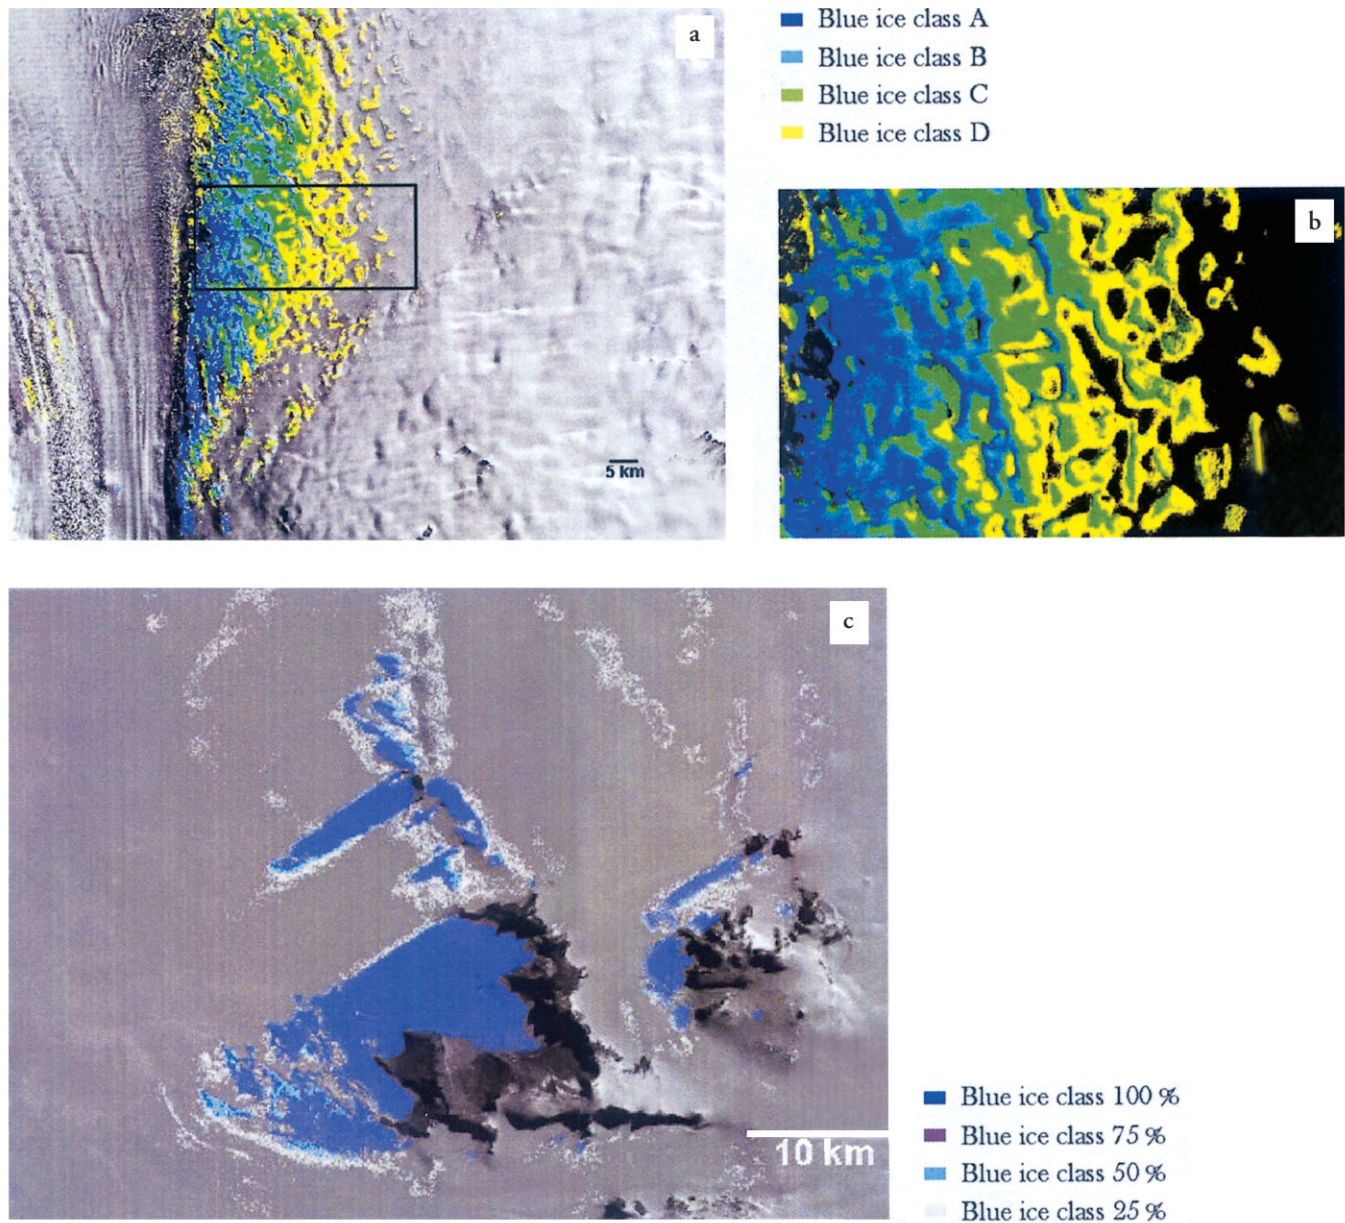 a
Blue ice class A
Blue ice class B
Blue ice class C
Blue ice class D
b
5 km
c
10 km
Blue ice class 100 %
Blue ice class 75 %
Blue ice class 50 %
Blue ice class 25 %